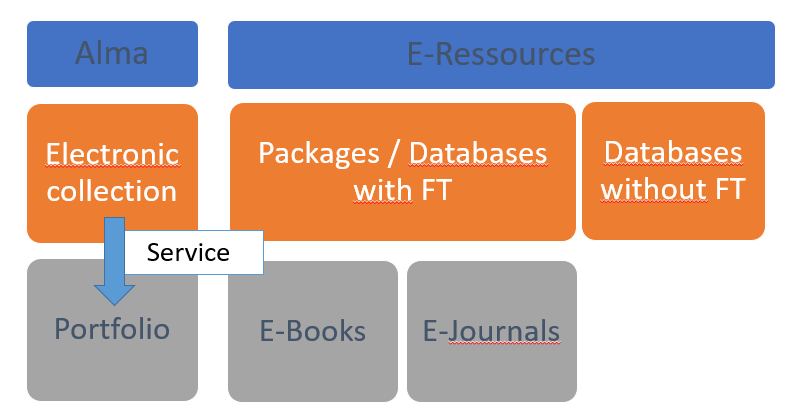 Alma
E-Ressources
Electronic
collection
Packages / Databases
with FT
Databases
without FT
Service
Portfolio
E-Books
E-Journals